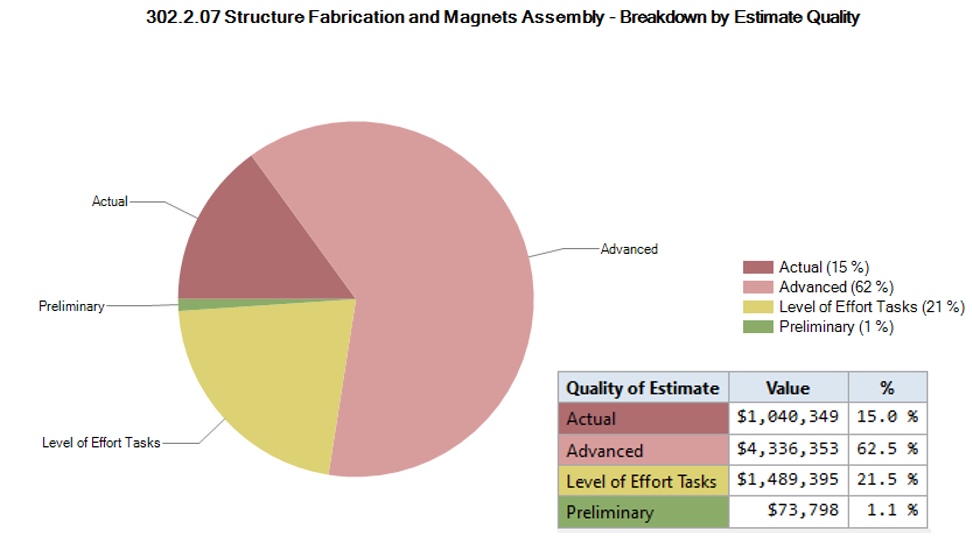 302.2.07 Structure Fabrication and Magnets Assembly - Breakdown by Estimate Quality
Actual
Advanced
Preliminary
Level of Effort Tasks
Actual (15 %)
Advanced (62 %)
Level of Effort Tasks (21 %)
Preliminary (1 %)
Quality of Estimate Value %
Actual $1,040,349 15.0 %
Advanced $4,336,353 62.5 %
Level of Effort Tasks $1,489,395 21.5 %
Preliminary $73,798 1.1 %